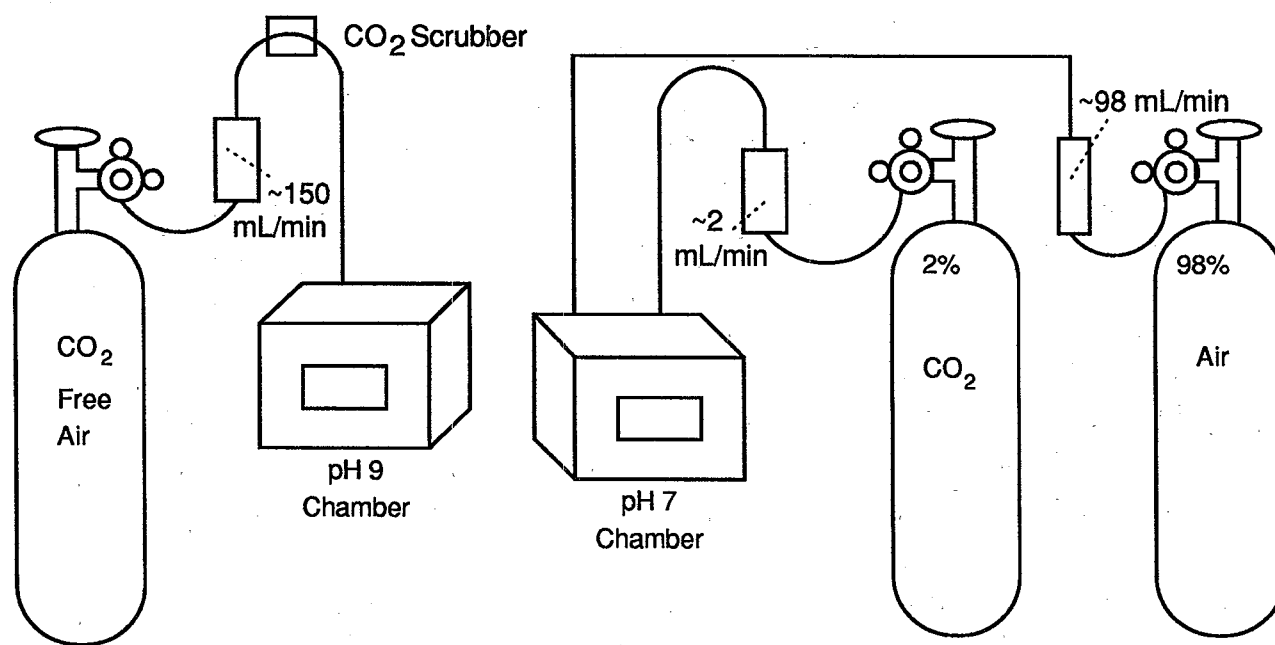 CO2 Scrubber
~150
mL/min
CO2
Free
Air
pH 9
Chamber
~2
mL/min
~98 mL/min
2%
CO2
98%
Air
pH 7
Chamber